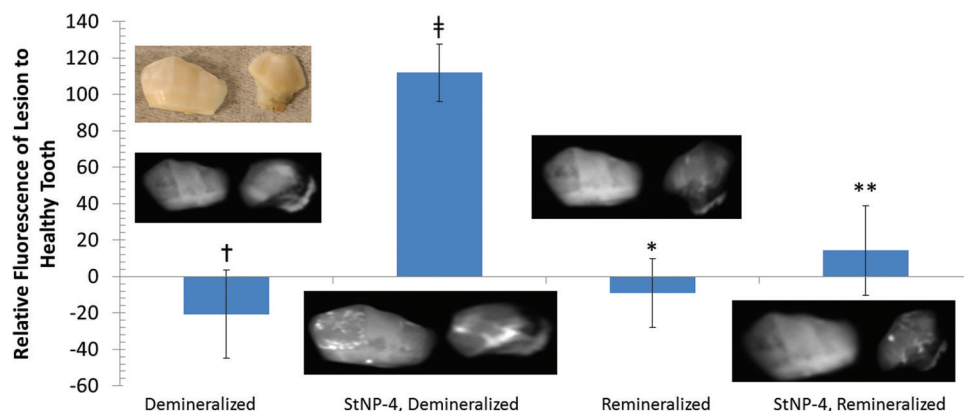 Relative Fluorescence of Lesion to
Healthy Tooth
140
120
100
80
60
40
20
0
-20
-40
-60
†
‡
*
**
Demineralized
StNP-4, Demineralized
Remineralized
StNP-4, Remineralized